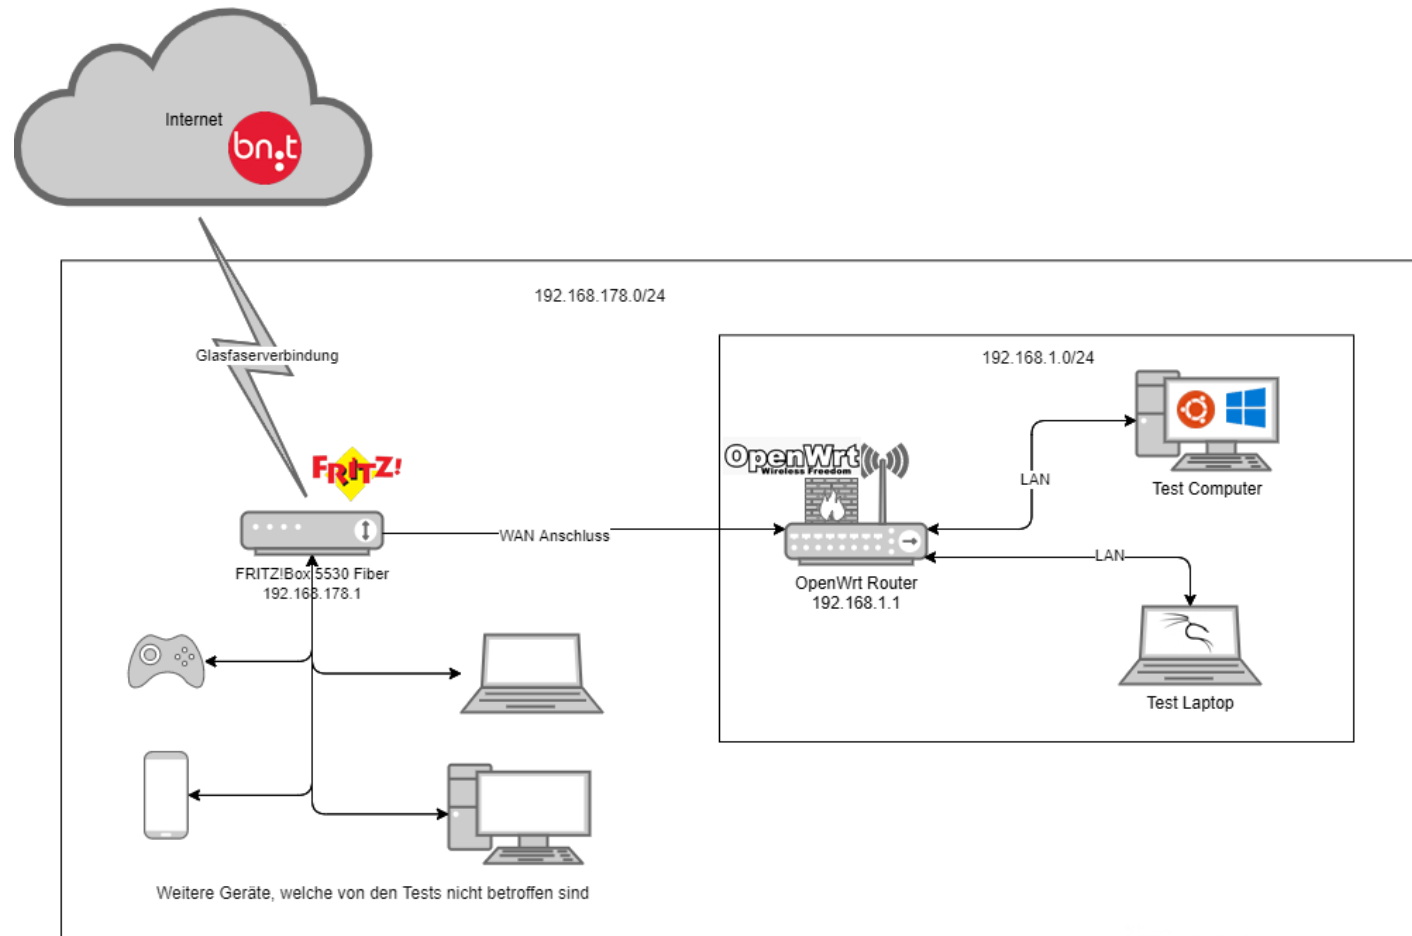 Internet
bn:t
192.168.178.0/24
192.168.1.0/24
Glasfaserverbindung
FRITZ!
OpenWrt
Wireless Freedom
LAN
Test Computer
WAN Anschluss
LAN
FRITZ!Box 5530 Fiber
192.168.178.1
OpenWrt Router
192.168.1.1
Test Laptop
Weitere Geräte, welche von den Tests nicht betroffen sind